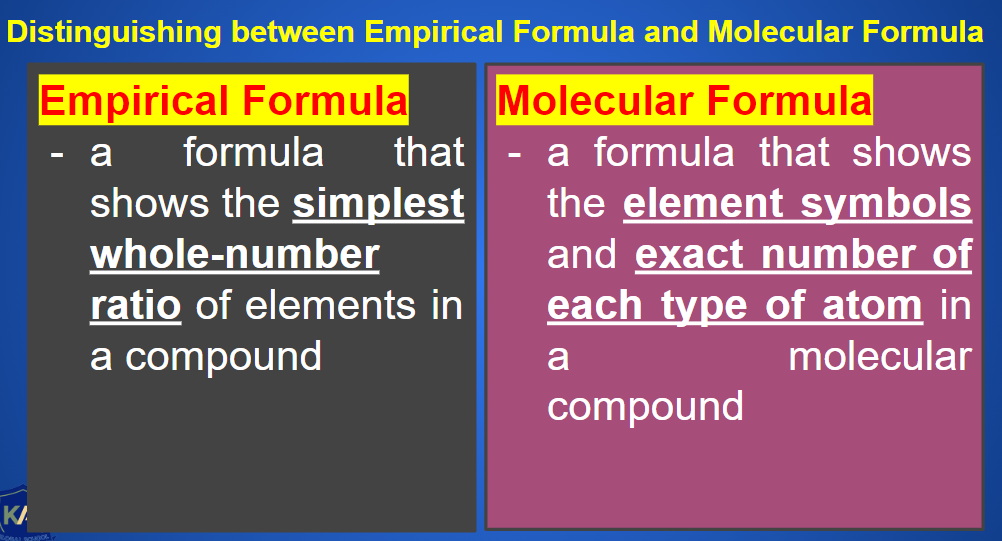 Distinguishing between Empirical Formula and Molecular Formula
Empirical Formula
- a formula that
shows the simplest
whole-number
ratio of elements in
a compound
Molecular Formula
- a formula that shows
the element symbols
and exact number of
each type of atom in
a molecular
compound